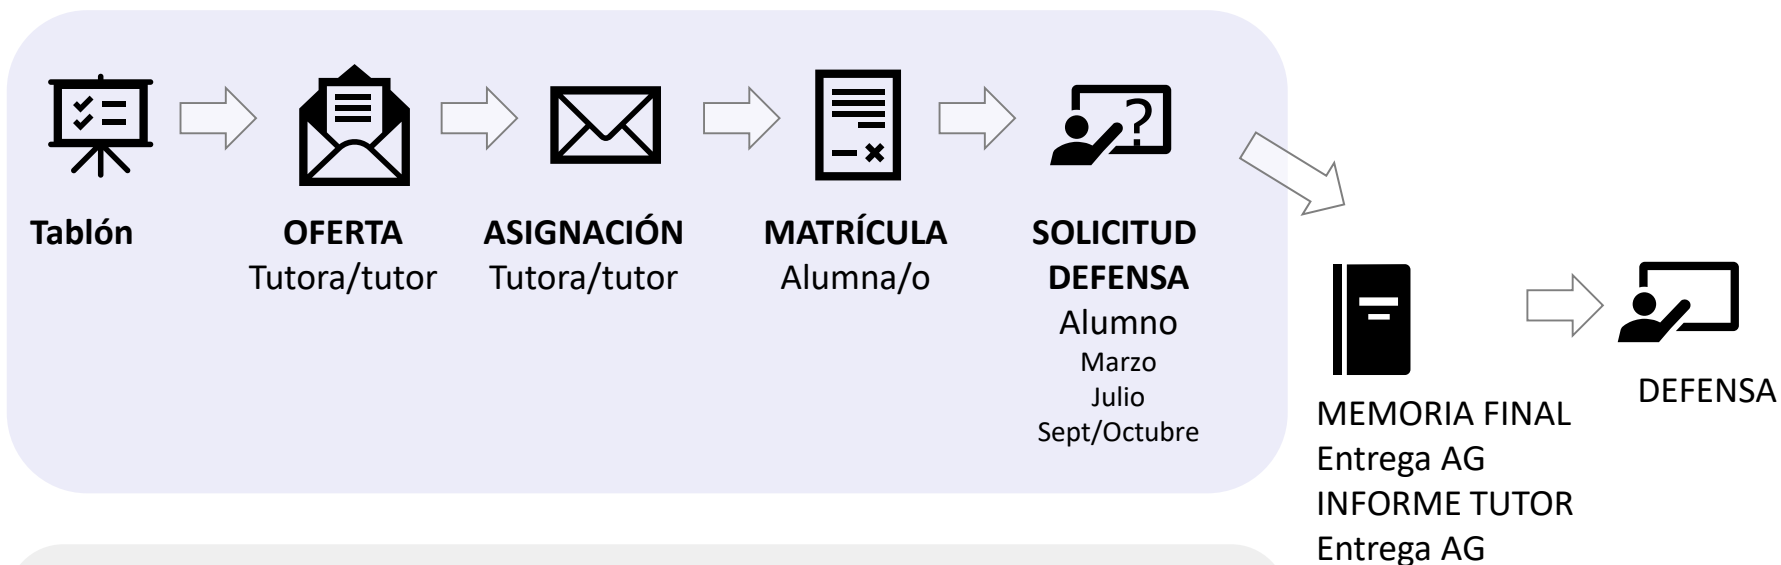 Tablón
OFERTA
Tutora/tutor
ASIGNACIÓN
Tutora/tutor
MATRÍCULA
Alumna/o
SOLICITUD
DEFENSA
Alumno
Marzo
Julio
Sept/Octubre
MEMORIA FINAL
Entrega AG
INFORME TUTOR
Entrega AG
DEFENSA